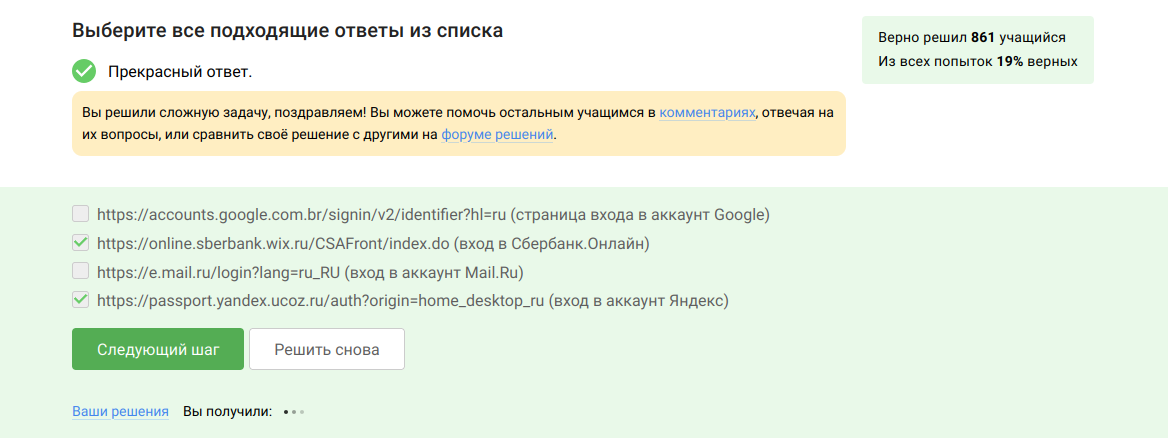 Выберите все подходящие ответы из списка
Верно решил 861 учащийся
Из всех попыток 19% верных
Прекрасный ответ.
Вы решили сложную задачу, поздравляем! Вы можете помочь остальным учащимся в комментариях, отвечая на
их вопросы, или сравнить своё решение с другими на форуме решений.
https://accounts.google.com.br/signin/v2/identifier?hl=ru (страница входа в аккаунт Google)
https://online.sberbank.wix.ru/CSAFront/index.do (вход в Сбербанк.Онлайн)
https://e.mail.ru/login?lang=ru_RU (вход в аккаунт Mail.Ru)
https://passport.yandex.ucoz.ru/auth?origin=home_desktop_ru (вход в аккаунт Яндекс)
Следующий шаг Решить снова
Ваши решения Вы получили: